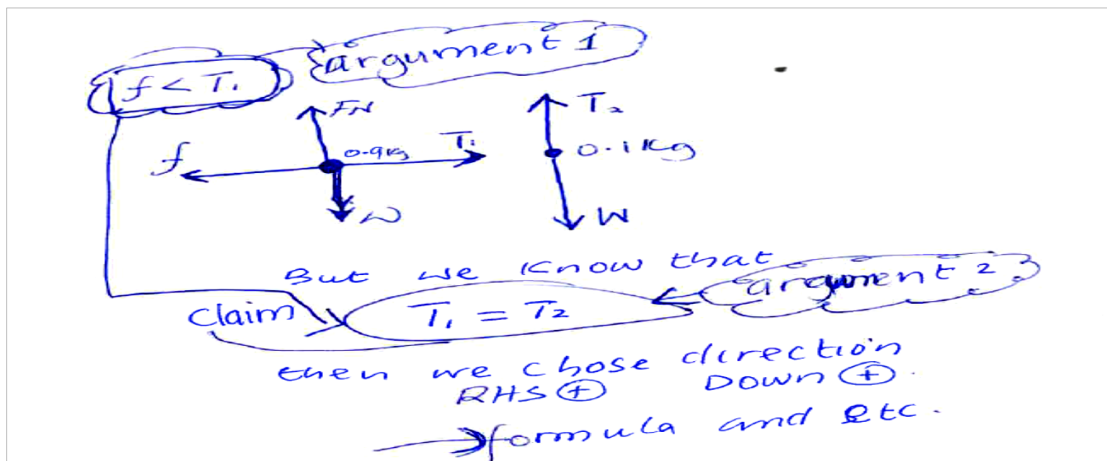 argument 1
f < T₁
FN T₂
f 0.9kg T₁ 0.1kg
W W
But we know that
argument 2
claim T₁ = T₂
then we chose direction
RHS ⊕ DOWN ⊕.
formula and etc.